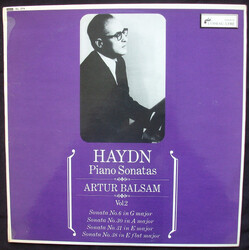 HAYDN
Piano Sonatas
ARTUR BALSAM
Vol:2
Sonata No.6 in G major
Sonata No.30 in A major
Sonata No.31 in E major
Sonata No.38 in E flat major